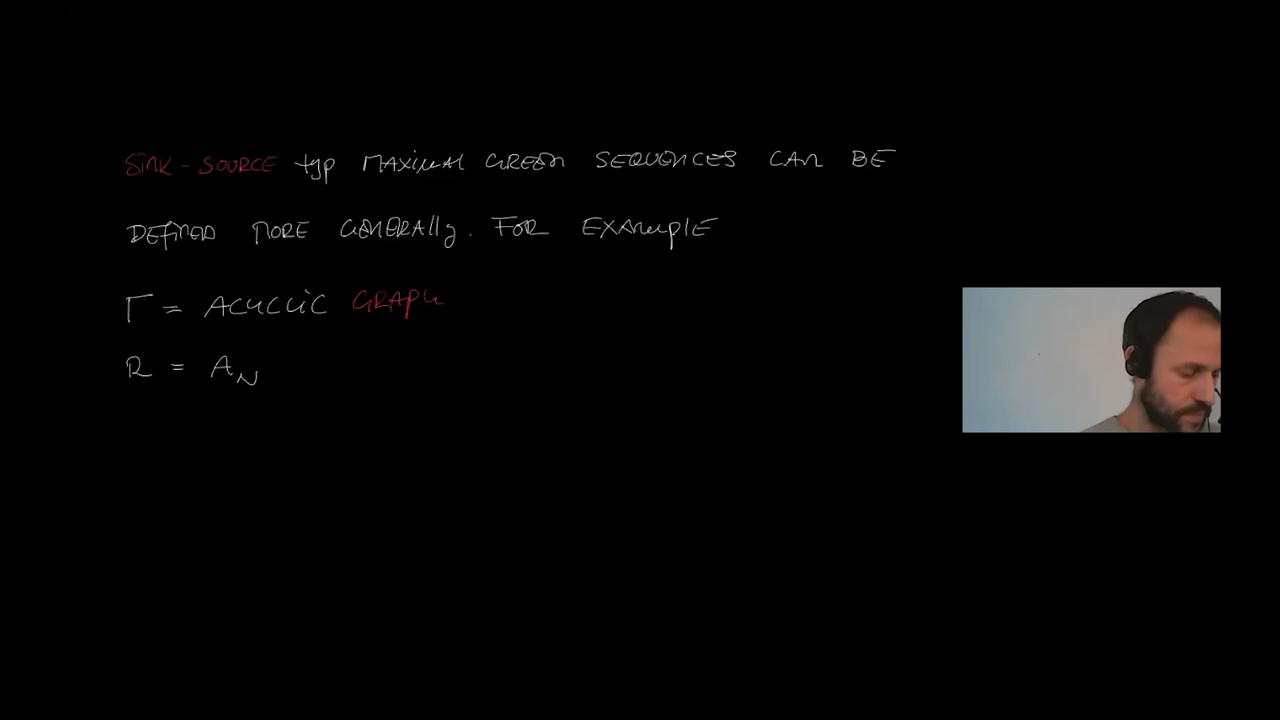 SINK-SOURCE typ MAXIMAL GREEN SEQUENCES CAN BE
DEFINED MORE GENERALLY. FOR EXAMPLE
Γ = ACYCLIC GRAPH
R = A_N